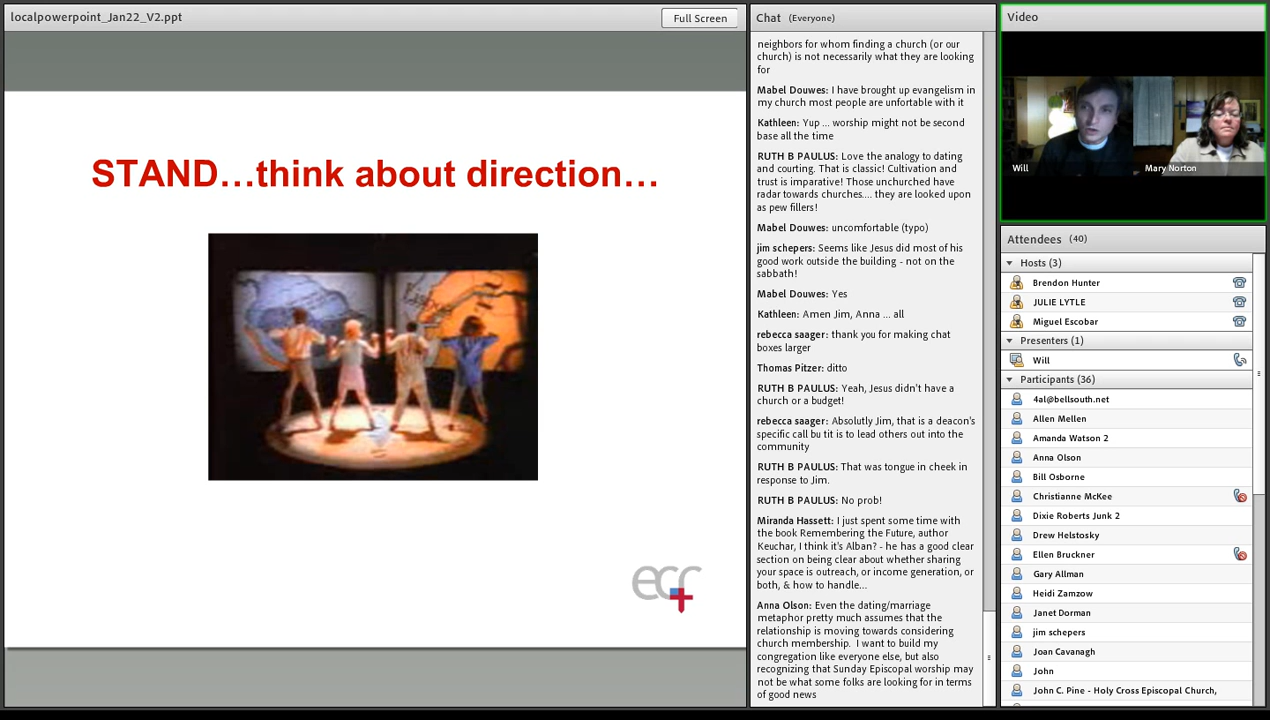 localpowerpoint_Jan22_V2.ppt
Full Screen
STAND…think about direction…
ecf
Chat (Everyone)
neighbors for whom finding a church (or our
church) is not necessarily what they are looking
for
Mabel Douwes: I have brought up evangelism in
my church most people are unfortable with it
Kathleen: Yup ... worship might not be second
base all the time
RUTH B PAULUS: Love the analogy to dating
and courting. That is classic! Cultivation and
trust is imparative! Those unchurched have
radar towards churches.... they are looked upon
as pew fillers!
Mabel Douwes: uncomfortable (typo)
jim schepers: Seems like Jesus did most of his
good work outside the building - not on the
sabbath!
Mabel Douwes: Yes
Kathleen: Amen Jim, Anna ... all
rebecca saager: thank you for making chat
boxes larger
Thomas Pitzer: ditto
RUTH B PAULUS: Yeah, Jesus didn't have a
church or a budget!
rebecca saager: Absolutly Jim, that is a deacon's
specific call bu tit is to lead others out into the
community
RUTH B PAULUS: That was tongue in cheek in
response to Jim.
RUTH B PAULUS: No prob!
Miranda Hassett: I just spent some time with
the book Remembering the Future, author
Keuchar, I think it's Alban? - he has a good clear
section on being clear about whether sharing
your space is outreach, or income generation, or
both, & how to handle...
Anna Olson: Even the dating/marriage
metaphor pretty much assumes that the
relationship is moving towards considering
church membership. I want to build my
congregation like everyone else, but also
recognizing that Sunday Episcopal worship may
not be what some folks are looking for in terms
of good news
Video
Will
Mary Norton
Attendees (40)
Hosts (3)
Brendon Hunter
JULIE LYTLE
Miguel Escobar
Presenters (1)
Will
Participants (36)
4al@bellsouth.net
Allen Mellen
Amanda Watson 2
Anna Olson
Bill Osborne
Christianne McKee
Dixie Roberts Junk 2
Drew Helstosky
Ellen Bruckner
Gary Allman
Heidi Zamzow
Janet Dorman
jim schepers
Joan Cavanagh
John
John C. Pine - Holy Cross Episcopal Church,